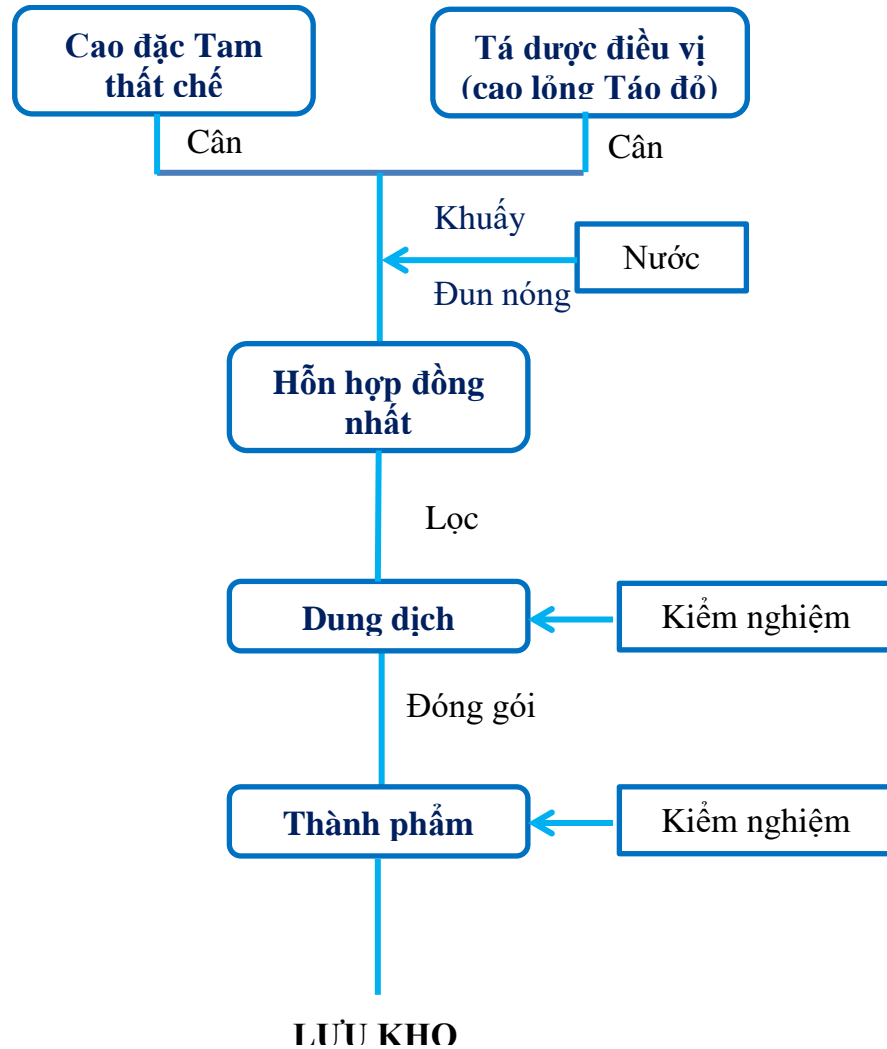 Cao đặc Tam
thất chế
Tá dược điều vị
(cao lỏng Táo đỏ)
Cân
Cân
Khuấy
Nước
Đun nóng
Hỗn hợp đồng
nhất
Lọc
Dung dịch
Kiểm nghiệm
Đóng gói
Thành phẩm
Kiểm nghiệm
LƯU KHO